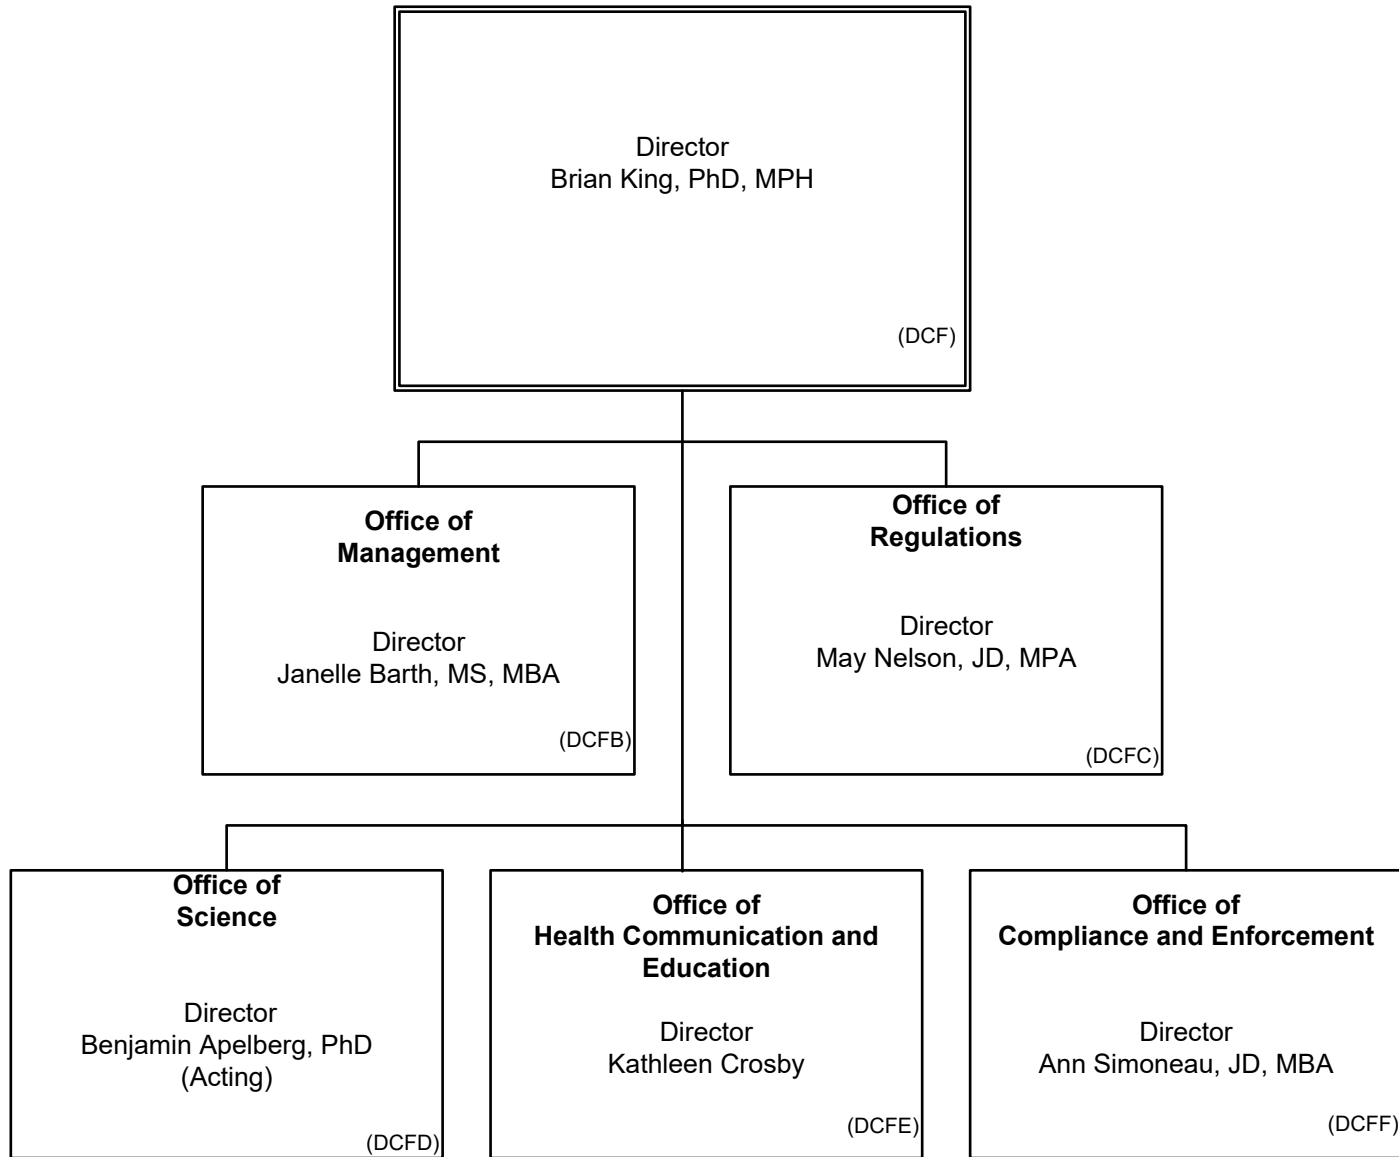 Director
Brian King, PhD, MPH
(DCF)
Office of
Management
Director
Janelle Barth, MS, MBA
(DCFB)
Office of
Regulations
Director
May Nelson, JD, MPA
(DCFC)
Office of
Science
Director
Benjamin Apelberg, PhD
(Acting)
(DCFD)
Office of
Health Communication and
Education
Director
Kathleen Crosby
(DCFE)
Office of
Compliance and Enforcement
Director
Ann Simoneau, JD, MBA
(DCFF)